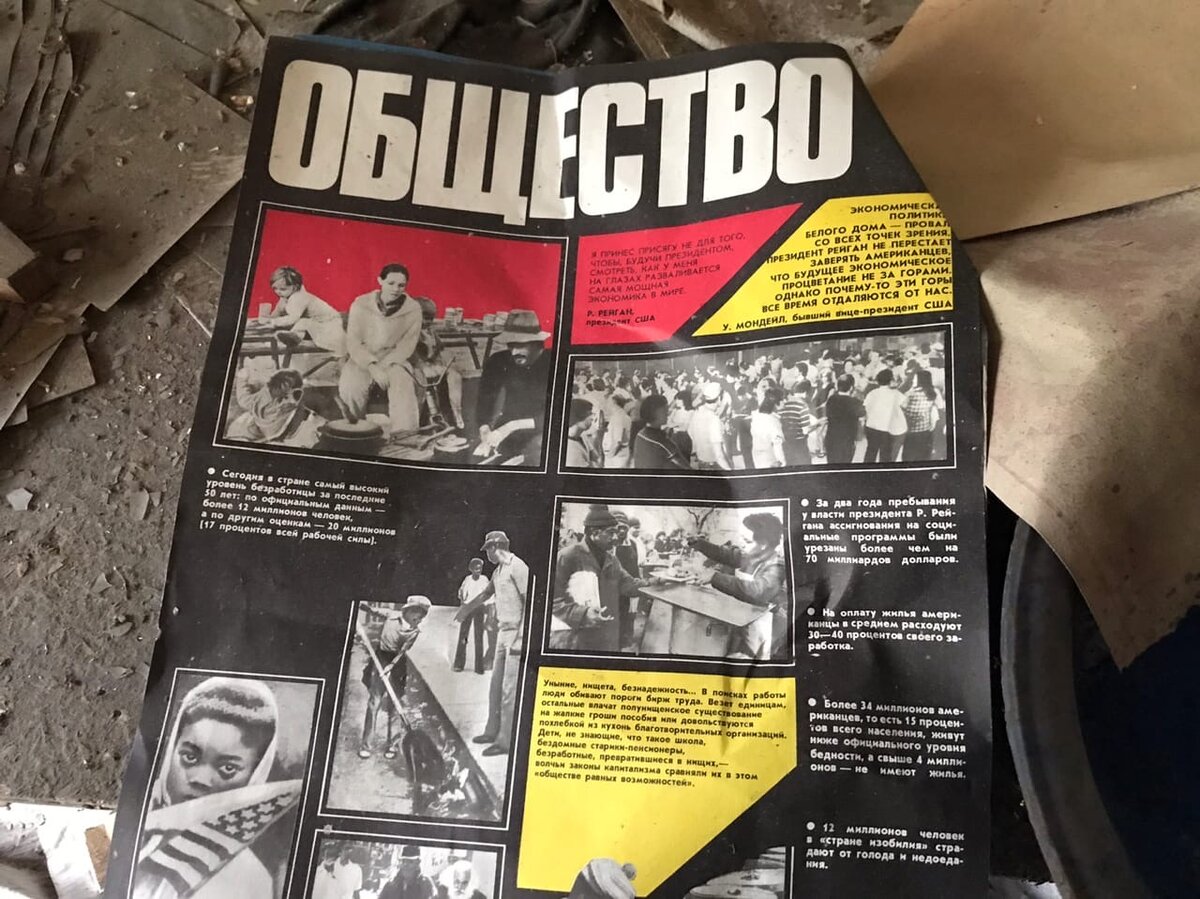 ОБЩЕСТВО
Я ПРИНЕС ПРИСЯГУ НЕ ДЛЯ ТОГО,
ЧТОБЫ, БУДУЧИ ПРЕЗИДЕНТОМ,
СМОТРЕТЬ, КАК У МЕНЯ
НА ГЛАЗАХ РАЗВАЛИВАЕТСЯ
САМАЯ МОЩНАЯ
ЭКОНОМИКА В МИРЕ.
Р. РЕЙГАН,
президент США
ЭКОНОМИЧЕСК
ПОЛИТИК
БЕЛОГО ДОМА — ПРОВАЛ
СО ВСЕХ ТОЧЕК ЗРЕНИЯ.
ПРЕЗИДЕНТ РЕЙГАН НЕ ПЕРЕСТАЕТ
ЗАВЕРЯТЬ АМЕРИКАНЦЕВ,
ЧТО БУДУЩЕЕ ЭКОНОМИЧЕСКОЕ
ПРОЦВЕТАНИЕ НЕ ЗА ГОРАМИ.
ОДНАКО ПОЧЕМУ-ТО ЭТИ ГОРЫ
ВСЕ ВРЕМЯ ОТДАЛЯЮТСЯ ОТ НАС.
У. МОНДЕЙЛ, бывший вице-президент США
● Сегодня в стране самый высокий
уровень безработицы за последние
50 лет: по официальным данным —
более 12 миллионов человек,
а по другим оценкам — 20 миллионов
(17 процентов всей рабочей силы).
● За два года пребывания
у власти президента Р. Рей-
гана ассигнования на соци-
альные программы были
урезаны более чем на
70 миллиардов долларов.
● На оплату жилья амери-
канцы в среднем расходуют
30—40 процентов своего за-
работка.
Уныние, нищета, безнадежность... В поисках работы
люди обивают пороги бирж труда. Везет единицам,
остальные влачат полунищенское существование
на жалкие гроши пособия или довольствуются
похлебкой из кухонь благотворительных организаций.
Дети, не знающие, что такое школа,
бездомные старики-пенсионеры,
безработные, превратившиеся в нищих,—
волчьи законы капитализма сравняли их в этом
«обществе равных возможностей».
● Более 34 миллионов аме-
риканцев, то есть 15 процен-
тов всего населения, живут
ниже официального уровня
бедности, а свыше 4 милли-
онов — не имеют жилья.
● 12 миллионов человек
в «стране изобилия» стра-
дают от голода и недоеда-
ния.